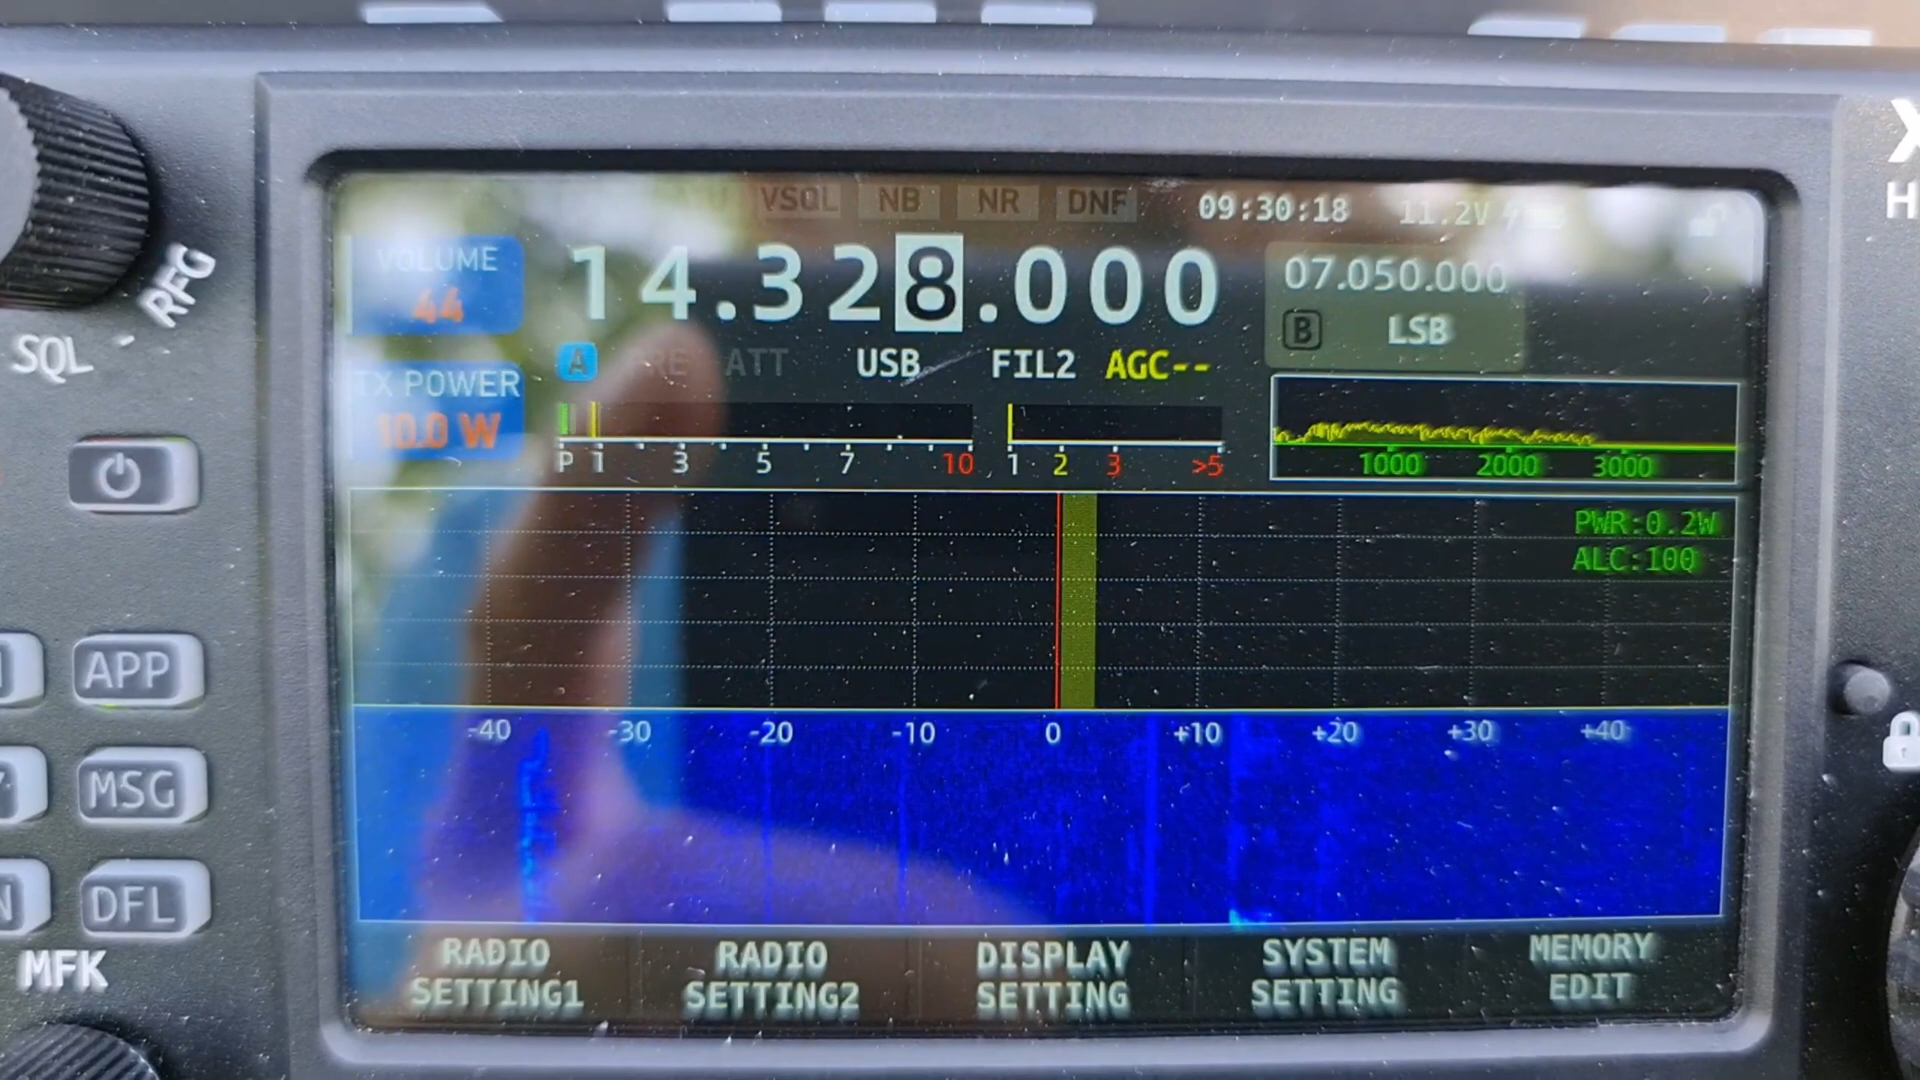 VSQL NB NR DNF 09:30:18 11.2V
VOLUME
44
14.328.000
07.050.000
B LSB
A PRE ATT USB FIL2 AGC--
TX POWER
10.0 W
P 1 3 5 7 10 1 2 3 >5
1000 2000 3000
PWR:0.2W
ALC:100
-40 -30 -20 -10 0 +10 +20 +30 +40
RADIO SETTING1
RADIO SETTING2
DISPLAY SETTING
SYSTEM SETTING
MEMORY EDIT
RFG
SQL -
APP
MSG
DFL
MFK
X
H